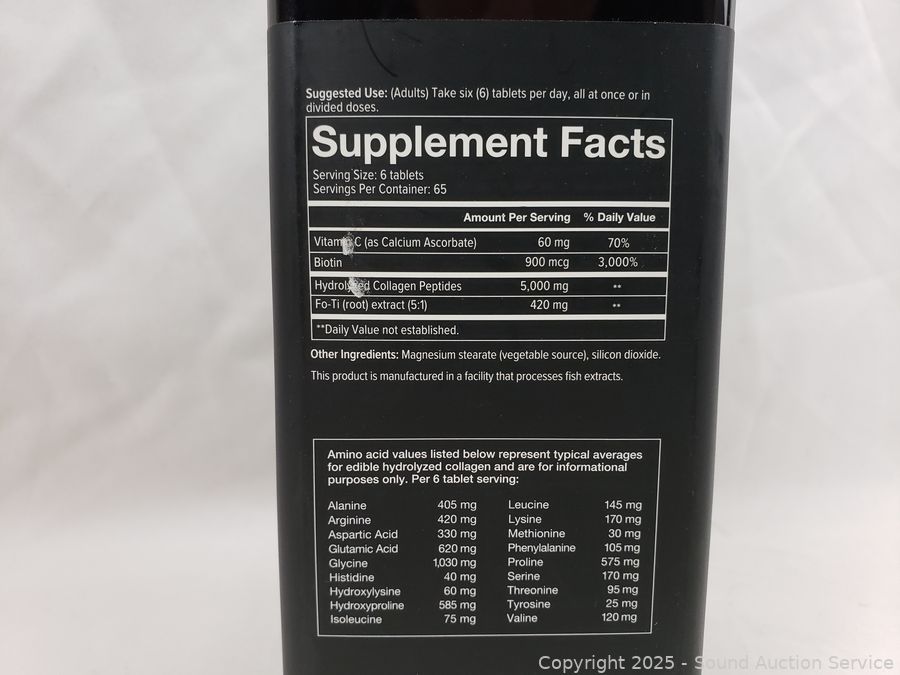 Suggested Use: (Adults) Take six (6) tablets per day, all at once or in
divided doses.
Supplement Facts
Serving Size: 6 tablets
Servings Per Container: 65
Amount Per Serving % Daily Value
C (as Calcium Ascorbate) 60 mg 70%
Biotin 900 mcg 3,000%
Collagen Peptides 5,000 mg **
Fo-Ti (root) extract (5:1) 420 mg **
**Daily Value not established.
Other Ingredients: Magnesium stearate (vegetable source), silicon dioxide.
This product is manufactured in a facility that processes fish extracts.
Amino acid values listed below represent typical averages
for edible hydrolyzed collagen and are for informational
purposes only. Per 6 tablet serving:
Alanine 405 mg Leucine 145 mg
Arginine 420 mg Lysine 170 mg
Aspartic Acid 330 mg Methionine 30 mg
Glutamic Acid 620 mg Phenylalanine 105 mg
Glycine 1,030 mg Proline 575 mg
Histidine 40 mg Serine 170 mg
Hydroxylysine 60 mg Threonine 95 mg
Hydroxyproline 585 mg Tyrosine 25 mg
Isoleucine 75 mg Valine 120 mg
Copyright 2025 - Sound Auction Service